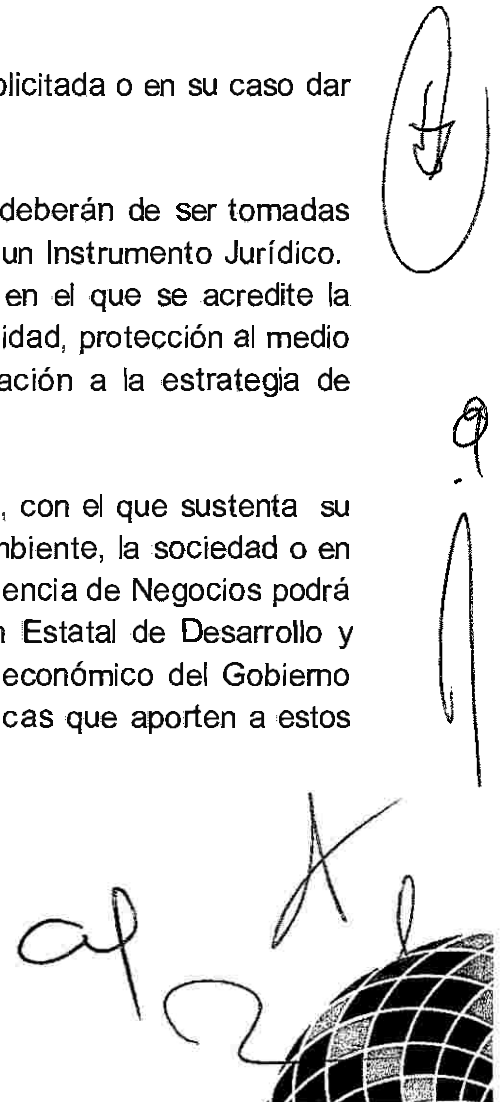 olicitada o en su caso dar
deberán de ser tomadas
un Instrumento Jurídico.
en el que se acredite la
idad, protección al medio
ación a la estrategia de
, con el que sustenta su
nbiente, la sociedad o en
encia de Negocios podrá
n Estatal de Desarrollo y
económico del Gobierno
cas que aporten a estos